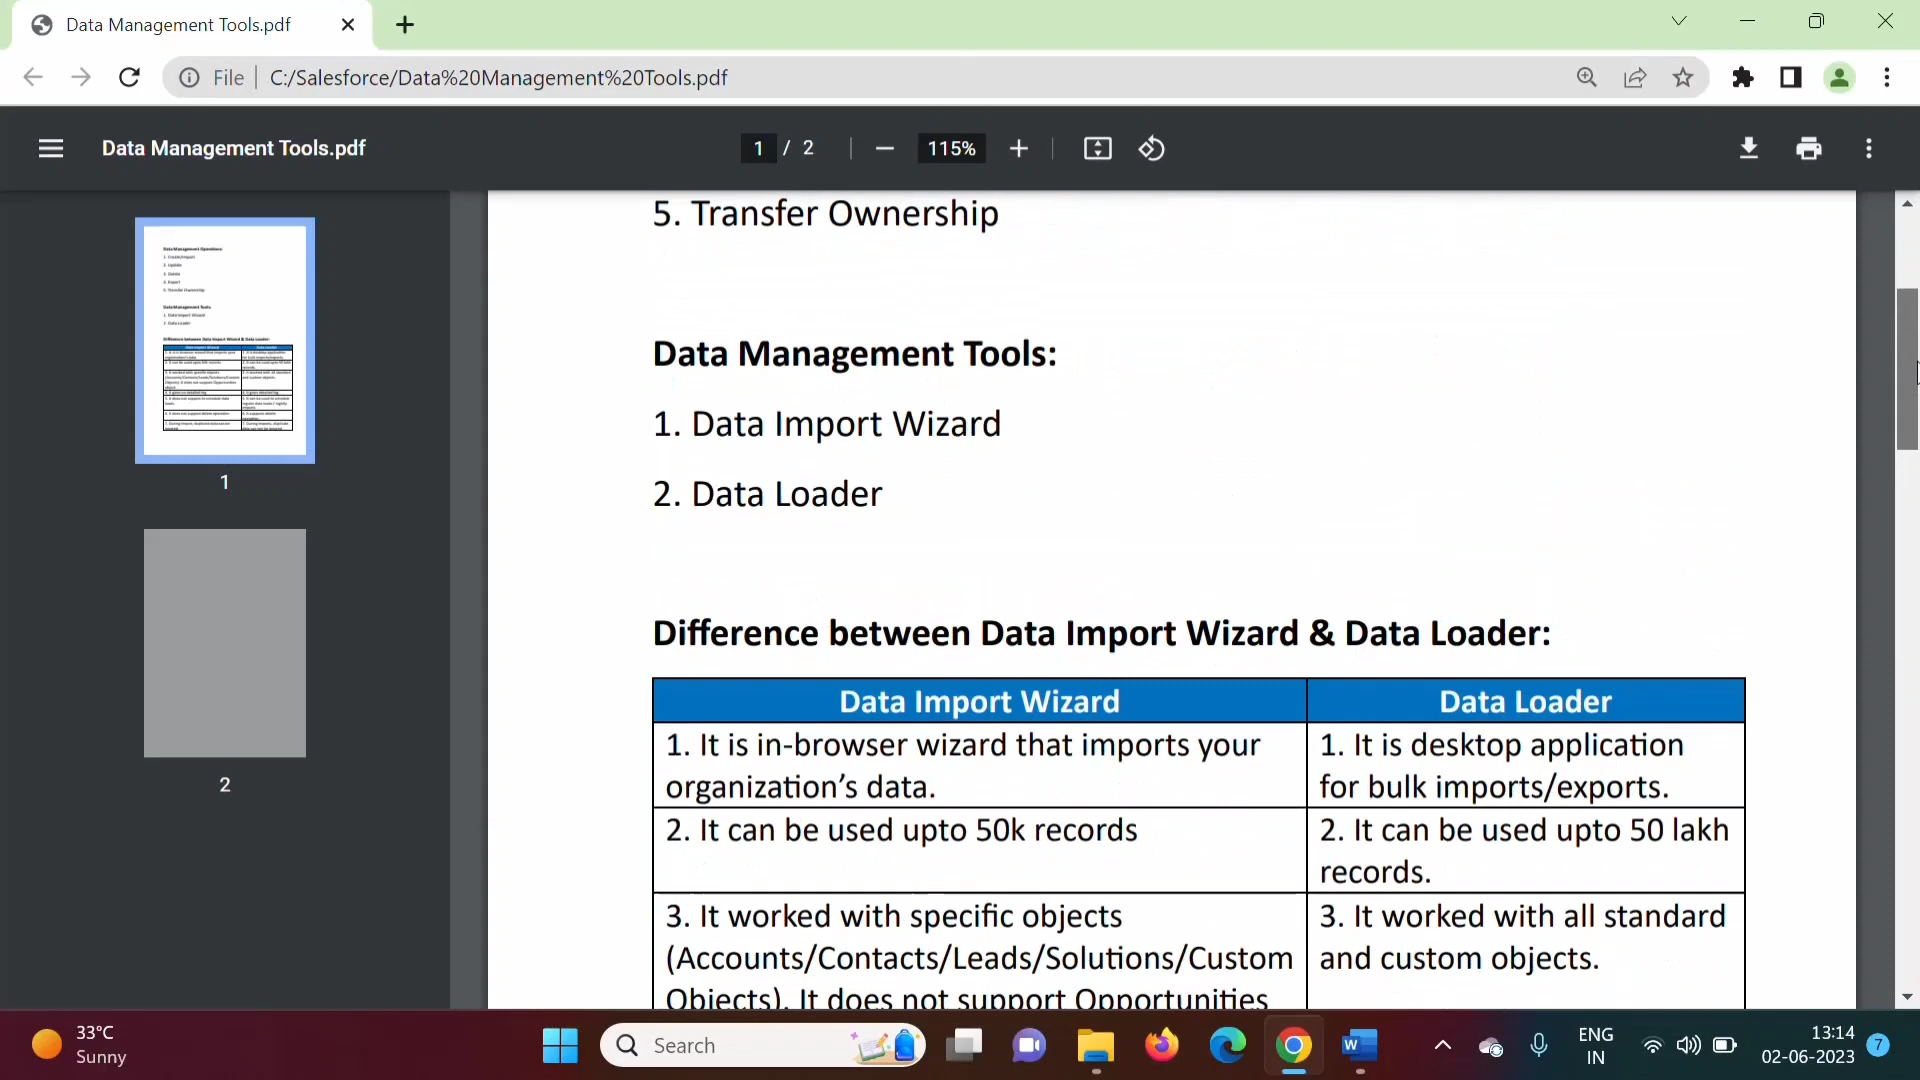 Data Management Tools.pdf
File
C:/Salesforce/Data%20Management%20Tools.pdf
Data Management Tools.pdf
1 / 2
115%
5. Transfer Ownership
Data Management Tools:
1. Data Import Wizard
2. Data Loader
Difference between Data Import Wizard & Data Loader:
Data Import Wizard
Data Loader
1. It is in-browser wizard that imports your
organization’s data.
1. It is desktop application
for bulk imports/exports.
2. It can be used upto 50k records
2. It can be used upto 50 lakh
records.
3. It worked with specific objects
(Accounts/Contacts/Leads/Solutions/Custom
Objects). It does not support Opportunities
3. It worked with all standard
and custom objects.
1
2
33°C
Sunny
Search
ENG
IN
13:14
02-06-2023
7